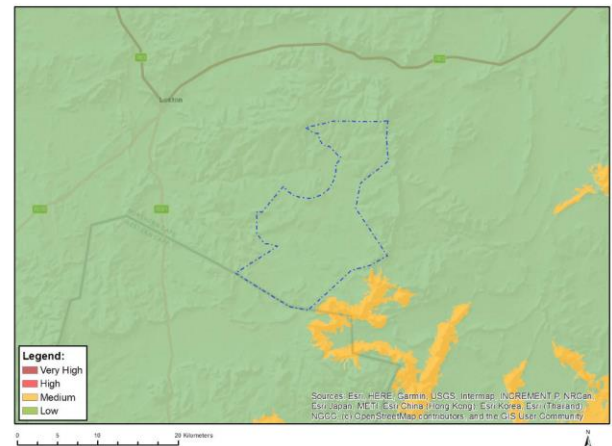 Loxton
Legend:
Very High
High
Medium
Low
Sources: Esri, HERE, Garmin, USGS, Intermap, INCREMENT P, NRCan,
Esri Japan, METI, Esri China (Hong Kong), Esri Korea, Esri (Thailand),
NGCC, (c) OpenStreetMap contributors, and the GIS User Community
0 5 10 20 Kilometers
N